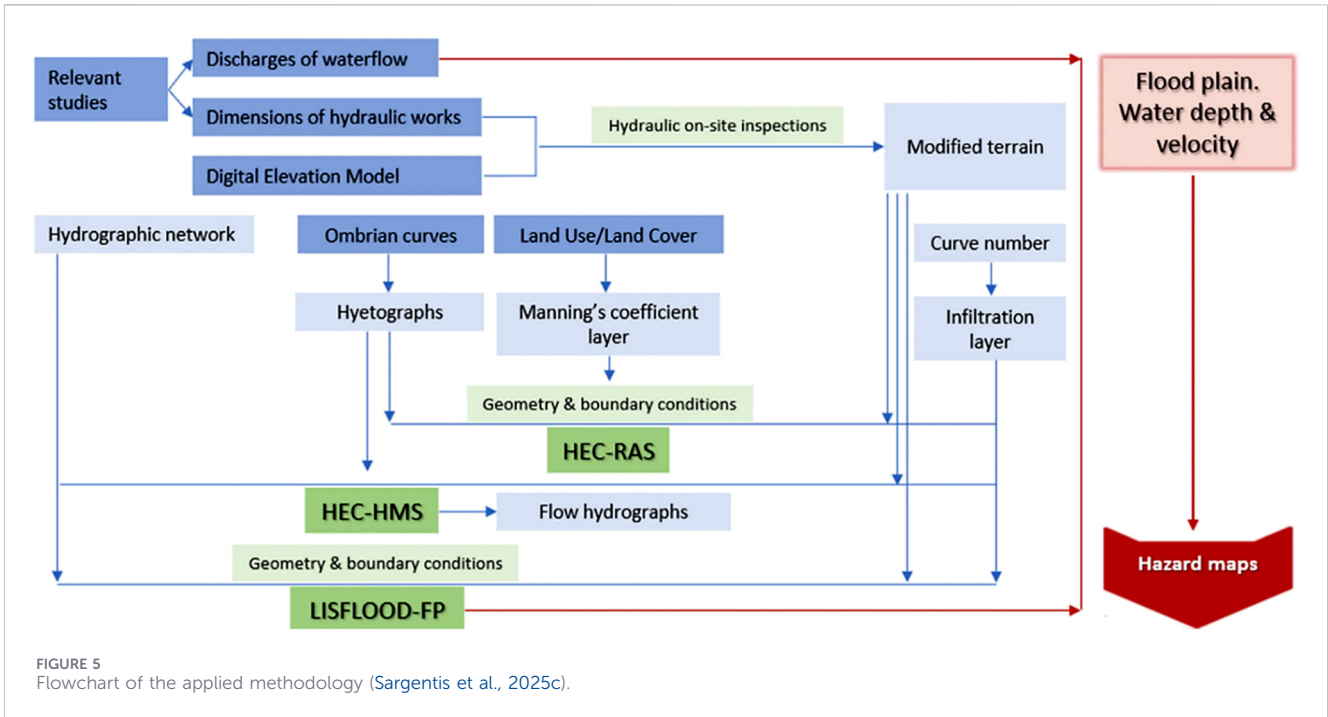 Relevant
studies
Discharges of waterflow
Dimensions of hydraulic works
Digital Elevation Model
Hydraulic on-site inspections
Modified terrain
Flood plain.
Water depth &
velocity
Hydrographic network
Ombrian curves
Land Use/Land Cover
Curve number
Hyetographs
Manning's coefficient
layer
Infiltration
layer
Geometry & boundary conditions
HEC-RAS
HEC-HMS
Flow hydrographs
Geometry & boundary conditions
LISFLOOD-FP
Hazard maps
FIGURE 5
Flowchart of the applied methodology (Sargentis et al., 2025c).